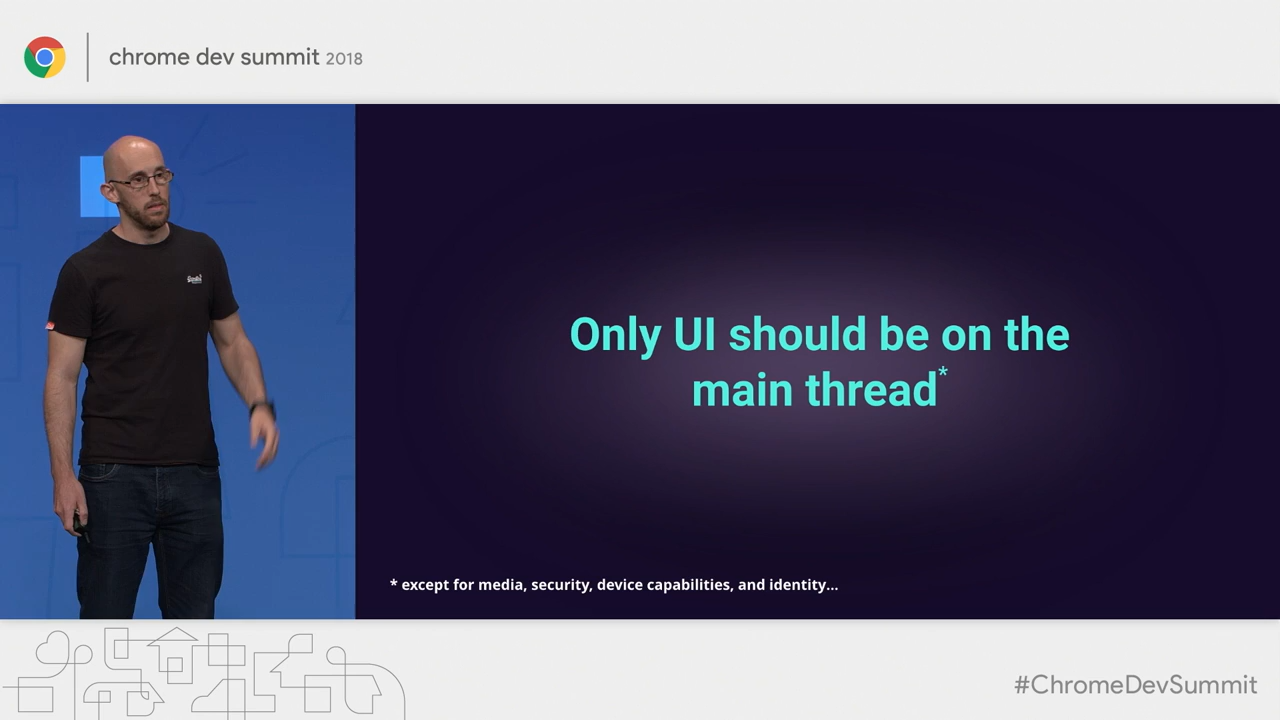 chrome dev summit 2018
Only UI should be on the
main thread*
* except for media, security, device capabilities, and identity...
#ChromeDevSummit